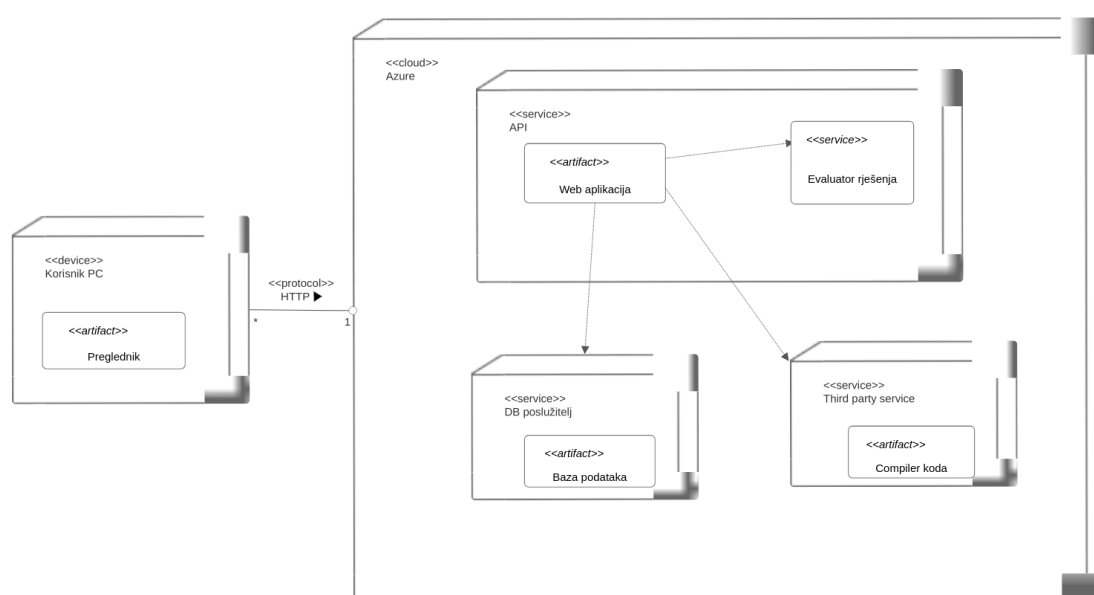 <<cloud>>
Azure
<<service>>
API
<<artifact>>
Web aplikacija
<<service>>
Evaluator rješenja
<<device>>
Korisnik PC
<<artifact>>
Preglednik
<<protocol>>
HTTP ▶
*
1
<<service>>
DB poslužitelj
<<artifact>>
Baza podataka
<<service>>
Third party service
<<artifact>>
Compiler koda